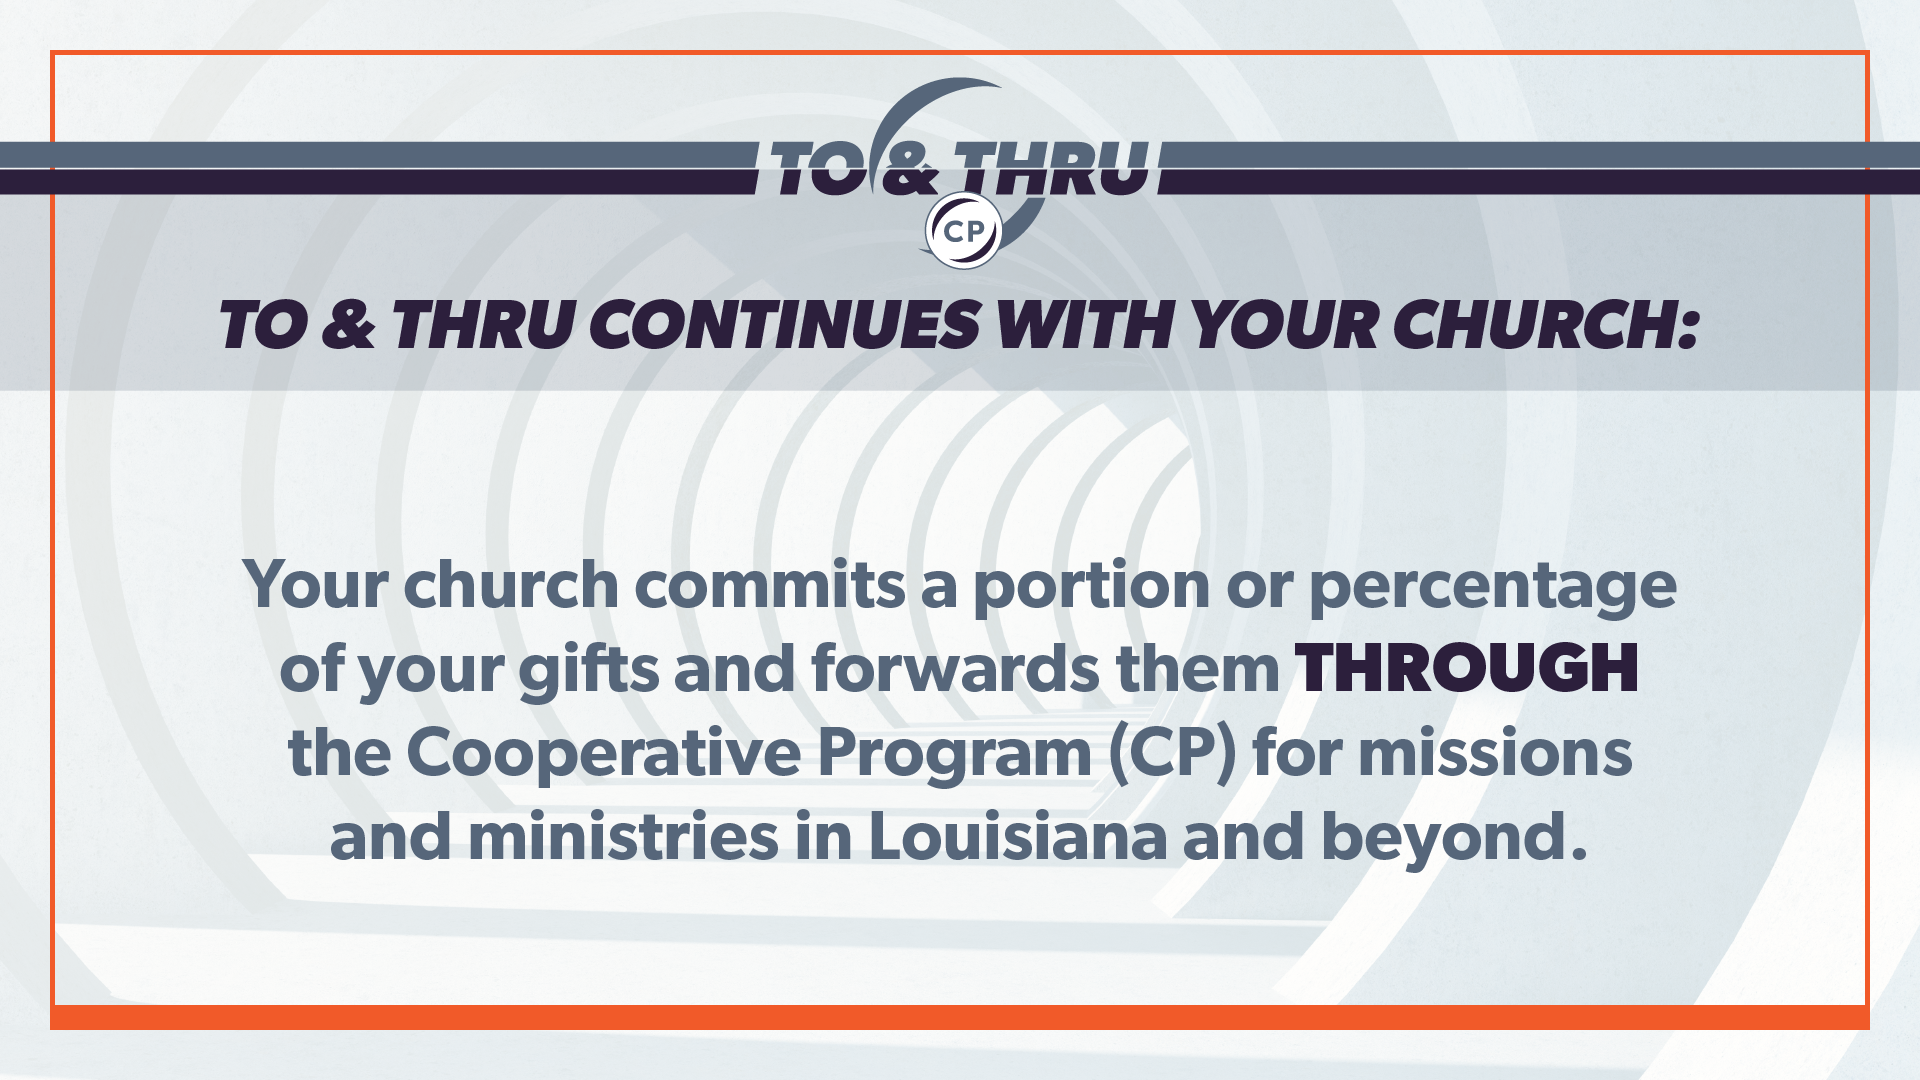 TO & THRU
CP
TO & THRU CONTINUES WITH YOUR CHURCH:
Your church commits a portion or percentage
of your gifts and forwards them THROUGH
the Cooperative Program (CP) for missions
and ministries in Louisiana and beyond.